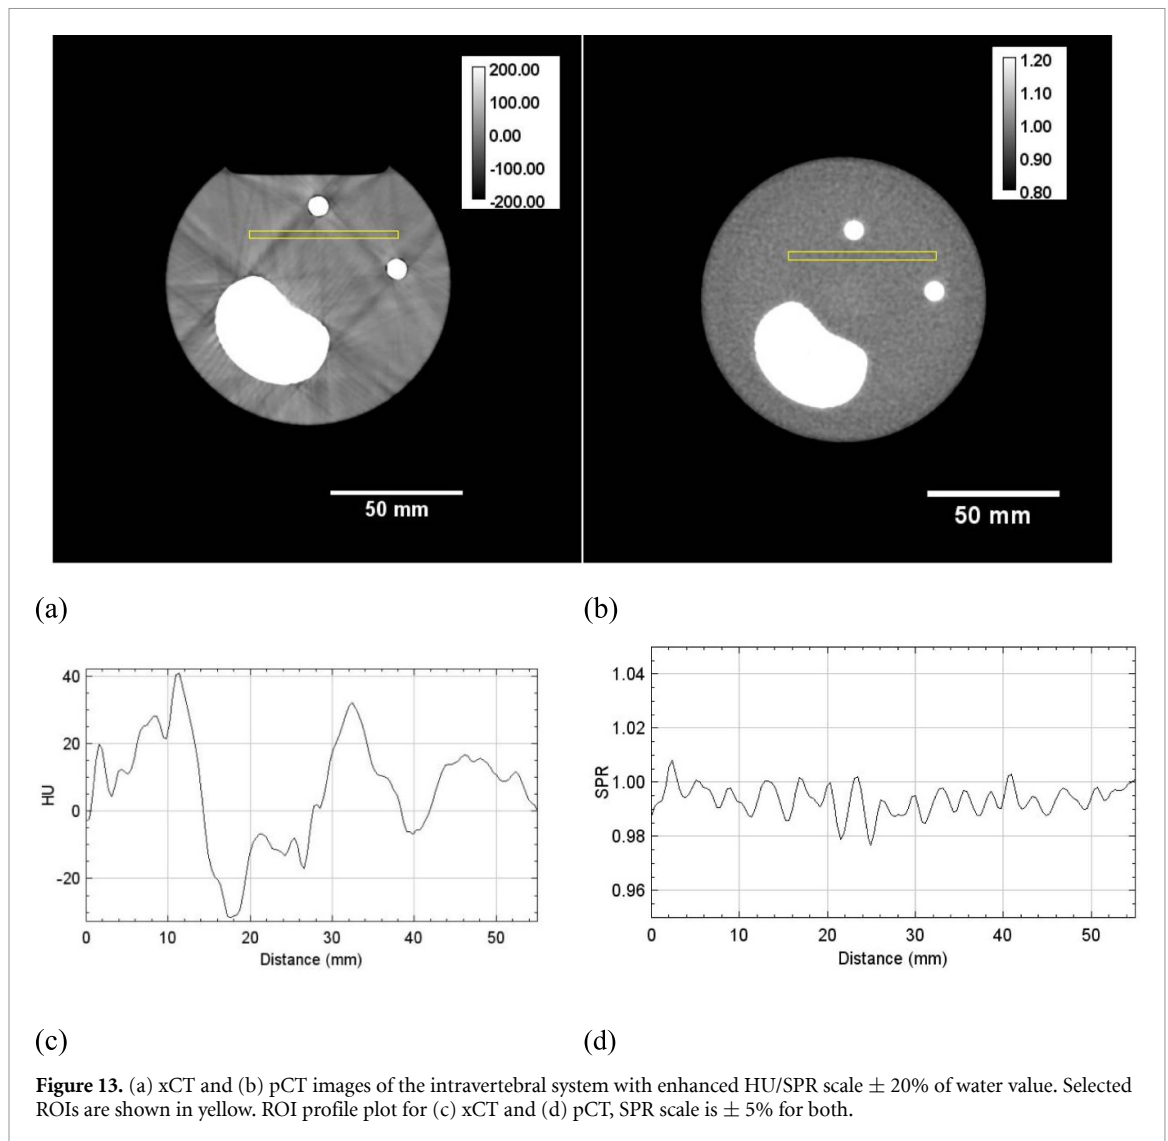 200.00
100.00
0.00
-100.00
-200.00
50 mm
1.20
1.10
1.00
0.90
0.80
50 mm
(a)
(b)
40
20
0
-20
HU
0 10 20 30 40 50
Distance (mm)
1.04
1.02
1.00
0.98
0.96
SPR
0 10 20 30 40 50
Distance (mm)
(c)
(d)
Figure 13. (a) xCT and (b) pCT images of the intravertebral system with enhanced HU/SPR scale ± 20% of water value. Selected
ROIs are shown in yellow. ROI profile plot for (c) xCT and (d) pCT, SPR scale is ± 5% for both.